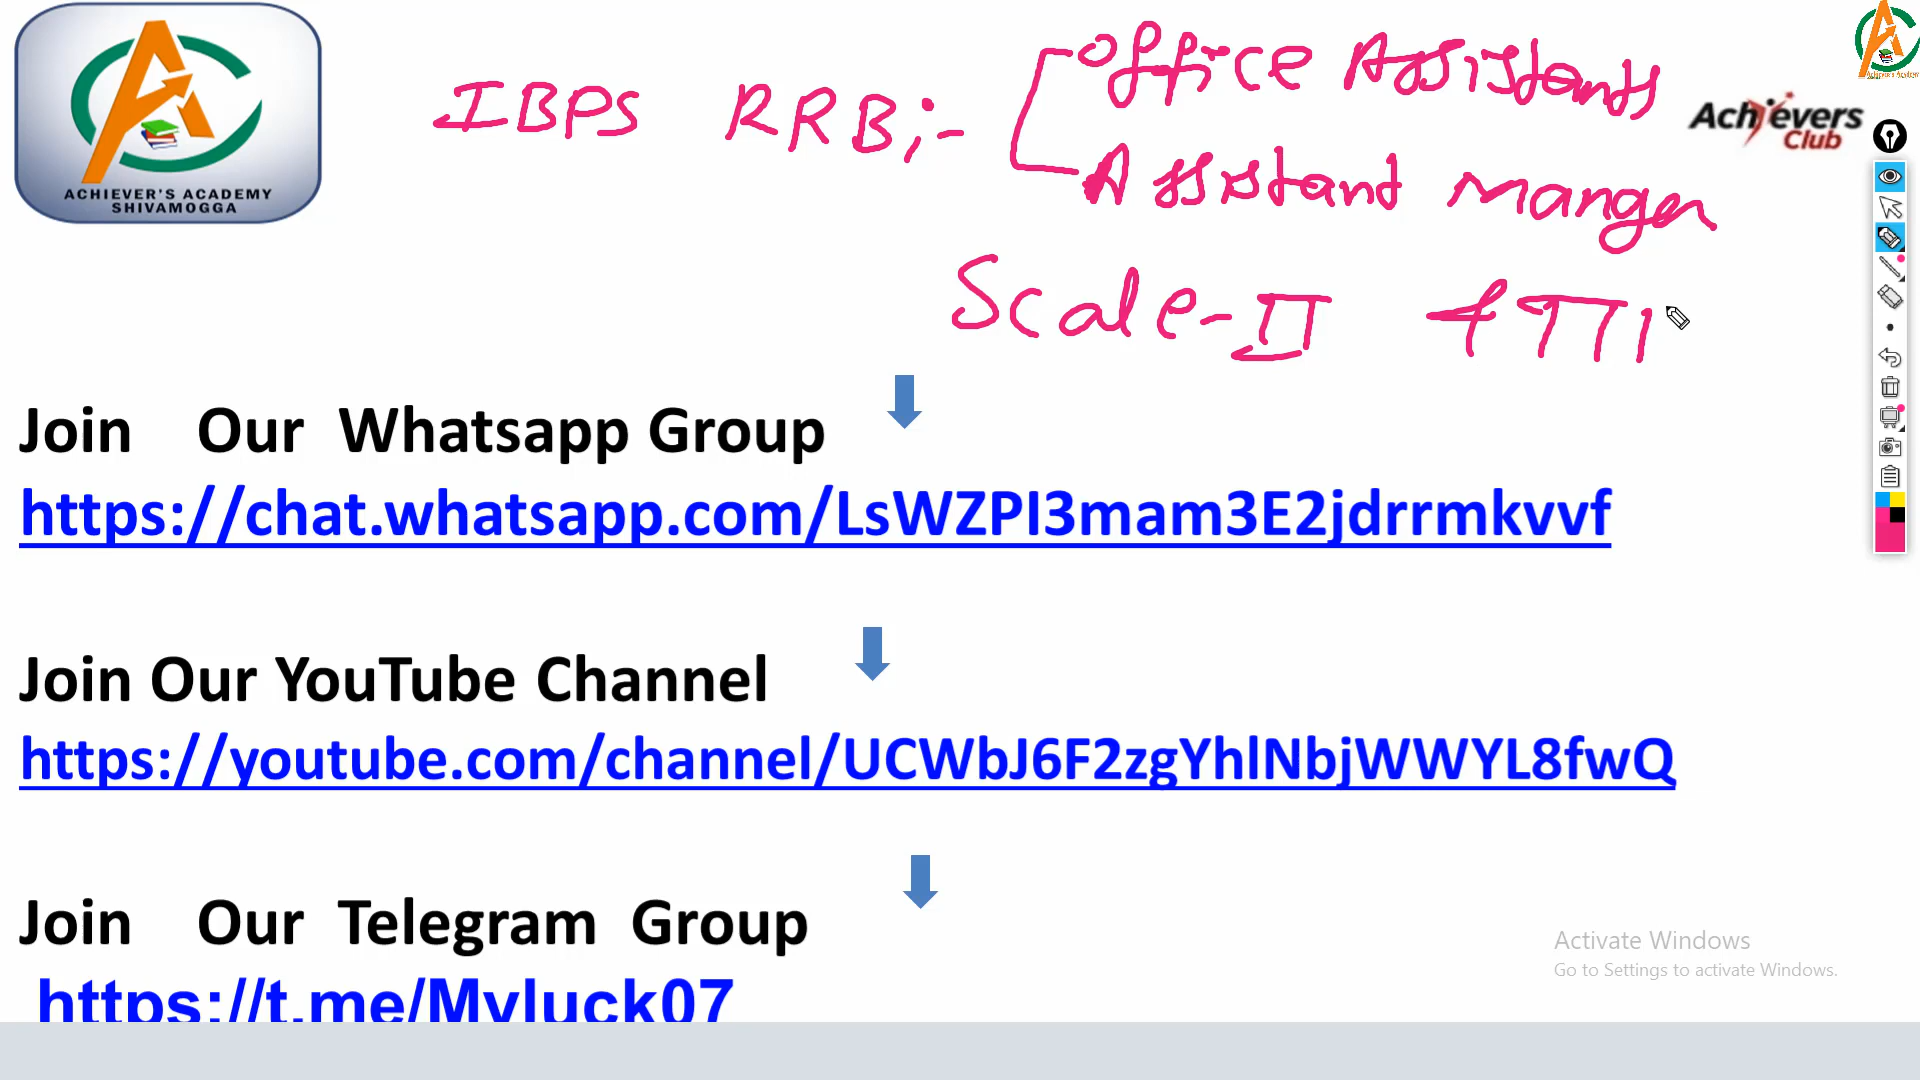 ACHIEVER'S ACADEMY
SHIVAMOGGA
IBPS RRB;-
Office Assistants
Assistant manger
Scale-II
Achievers
Club
Join Our Whatsapp Group
https://chat.whatsapp.com/LsWZPI3mam3E2jdrrmkvvf
Join Our YouTube Channel
https://youtube.com/channel/UCWbJ6F2zgYhlNbjWWYL8fwQ
Join Our Telegram Group
https://t.me/Myluck07
Activate Windows
Go to Settings to activate Windows.